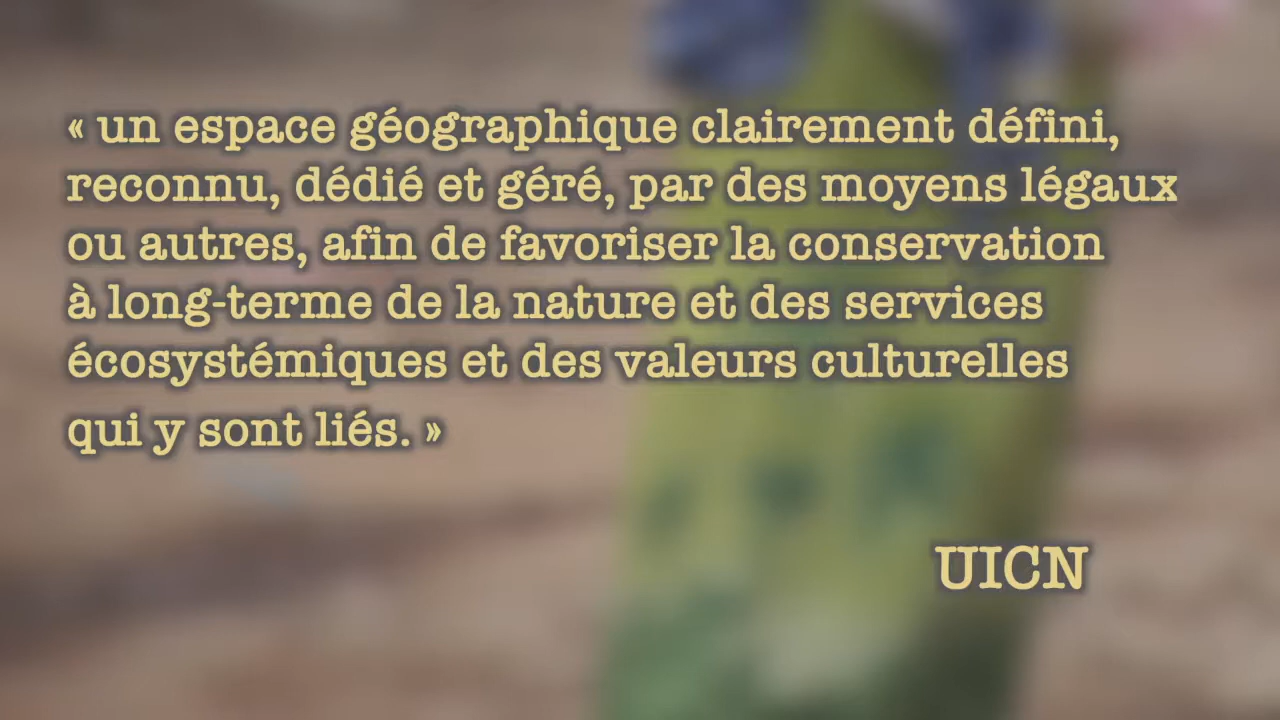 « un espace géographique clairement défini,
reconnu, dédié et géré, par des moyens légaux
ou autres, afin de favoriser la conservation
à long-terme de la nature et des services
écosystémiques et des valeurs culturelles
qui y sont liés. »
UICN